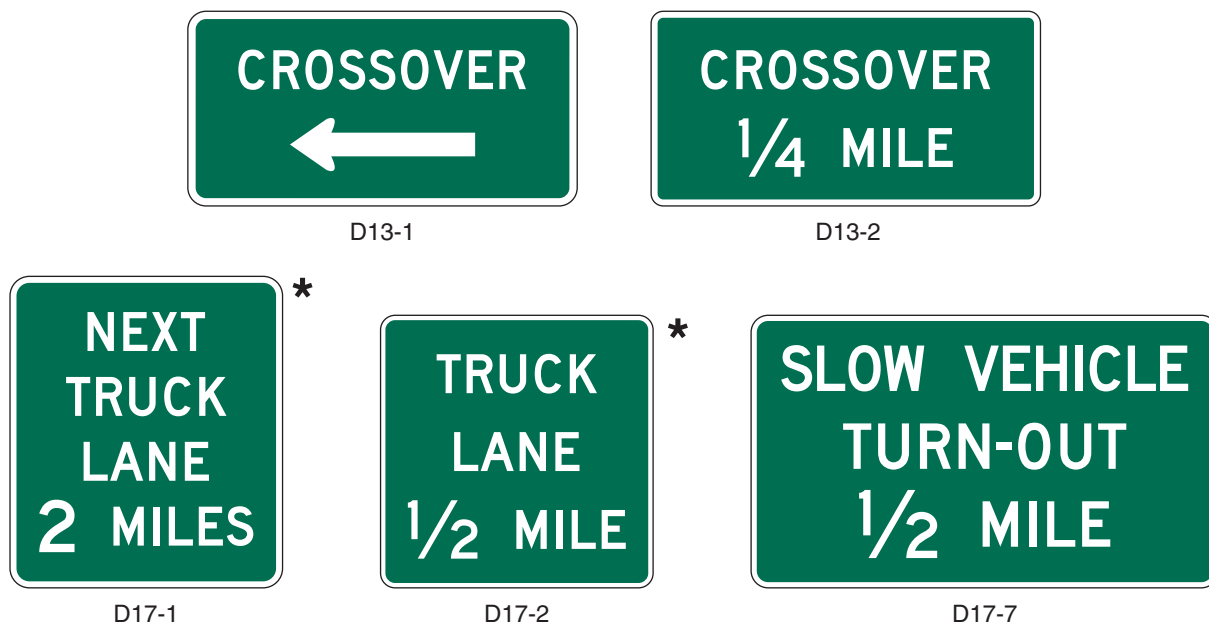 CROSSOVER
D13-1
CROSSOVER
1/4 MILE
D13-2
NEXT
TRUCK
LANE
2 MILES
*
D17-1
TRUCK
LANE
1/2 MILE
*
D17-2
SLOW VEHICLE
TURN-OUT
1/2 MILE
D17-7